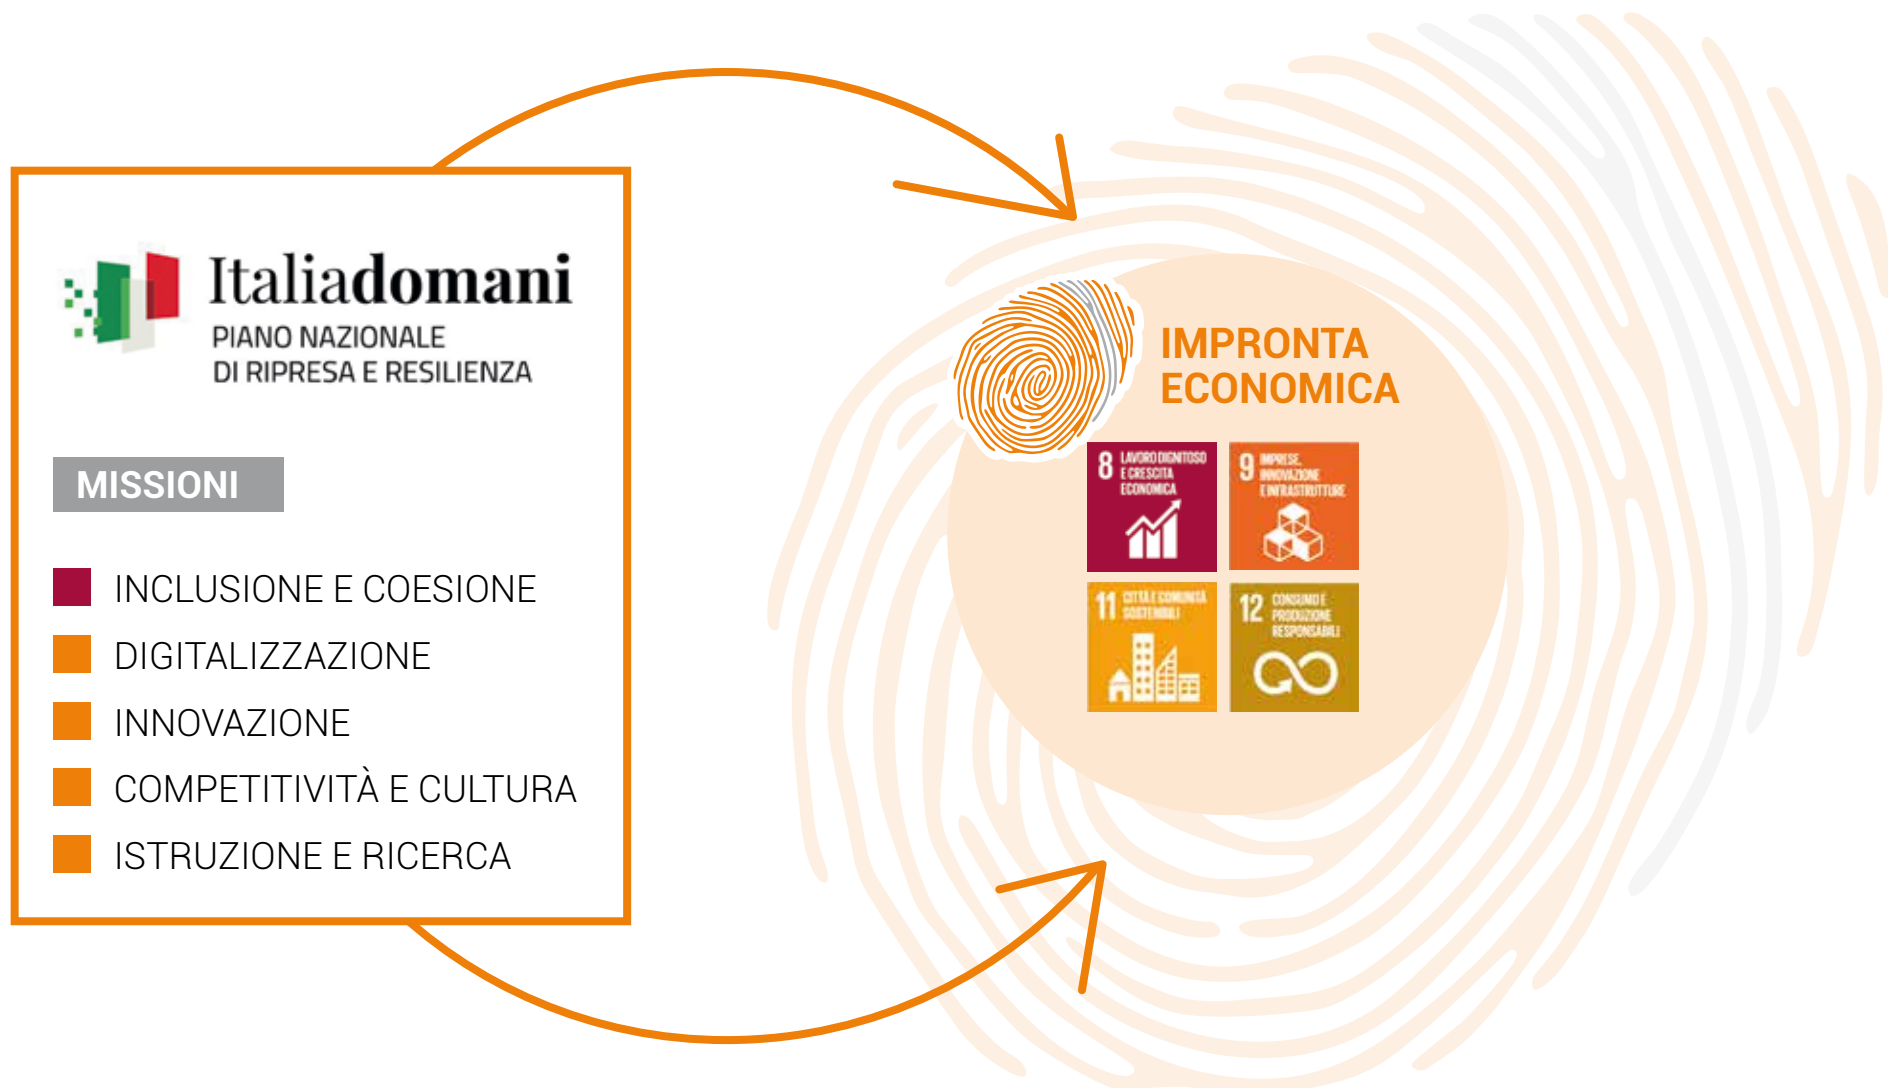 Italiadomani
PIANO NAZIONALE
DI RIPRESA E RESILIENZA
MISSIONI
INCLUSIONE E COESIONE
DIGITALIZZAZIONE
INNOVAZIONE
COMPETITIVITÀ E CULTURA
ISTRUZIONE E RICERCA
IMPRONTA
ECONOMICA
8 LAVORO DIGNITOSO
E CRESCITA
ECONOMICA
9 IMPRESE,
INNOVAZIONE
E INFRASTRUTTURE
11 CITTÀ E COMUNITÀ
SOSTENIBILI
12 CONSUMO E
PRODUZIONE
RESPONSABILI